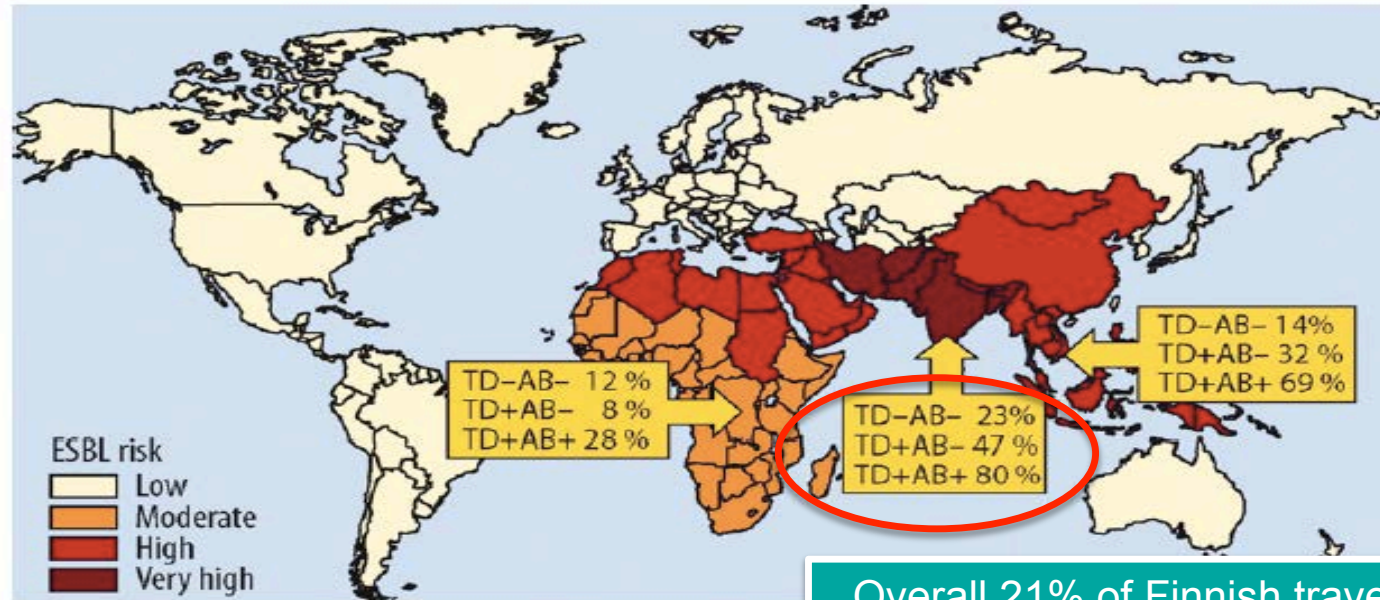 TD–AB– 14%
TD+AB– 32 %
TD+AB+ 69 %
TD–AB– 12 %
TD+AB– 8 %
TD+AB+ 28 %
TD–AB– 23%
TD+AB– 47 %
TD+AB+ 80 %
ESBL risk
Low
Moderate
High
Very high
Overall 21% of Finnish trave